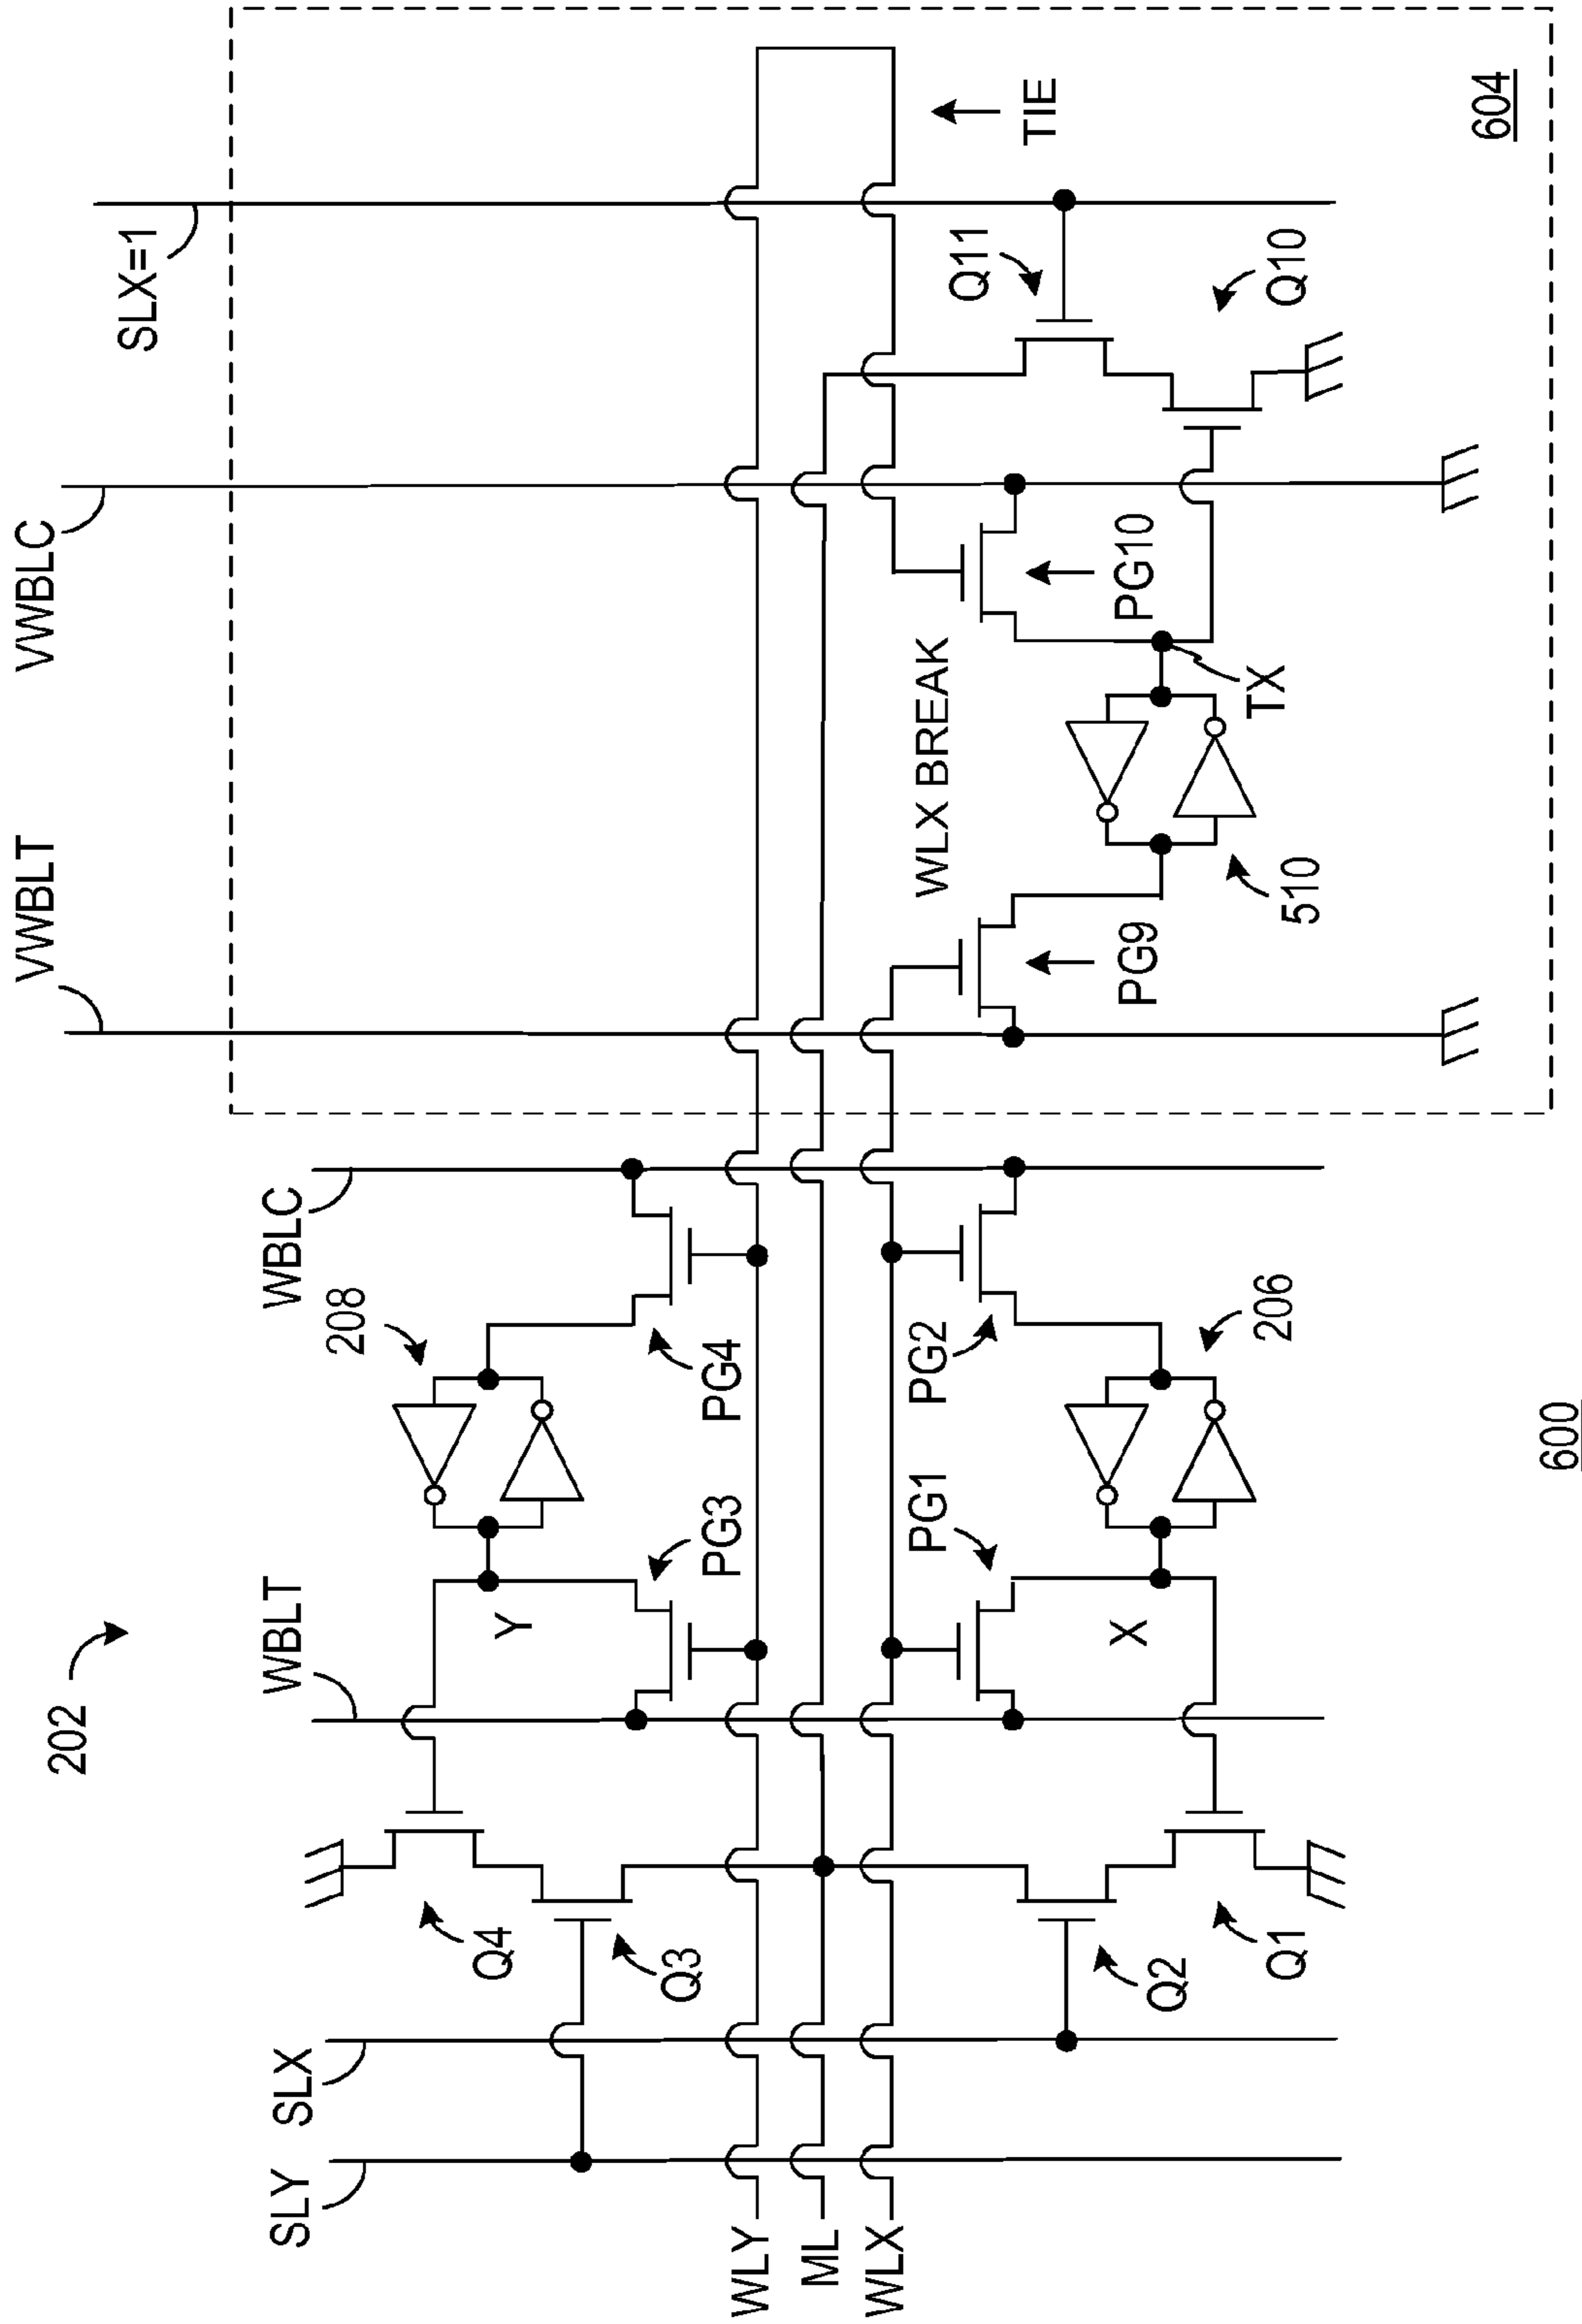 202
SLY
SLX
WBLT
WBLC
VWBLT
VWBLC
SLX=1
208
Q4
Q3
Y
PG3
PG4
WLY
ML
WLX
TIE
PG1
PG2
WLX BREAK
Q11
X
PG9
PG10
Q2
Q1
206
510
TX
Q10
604
600